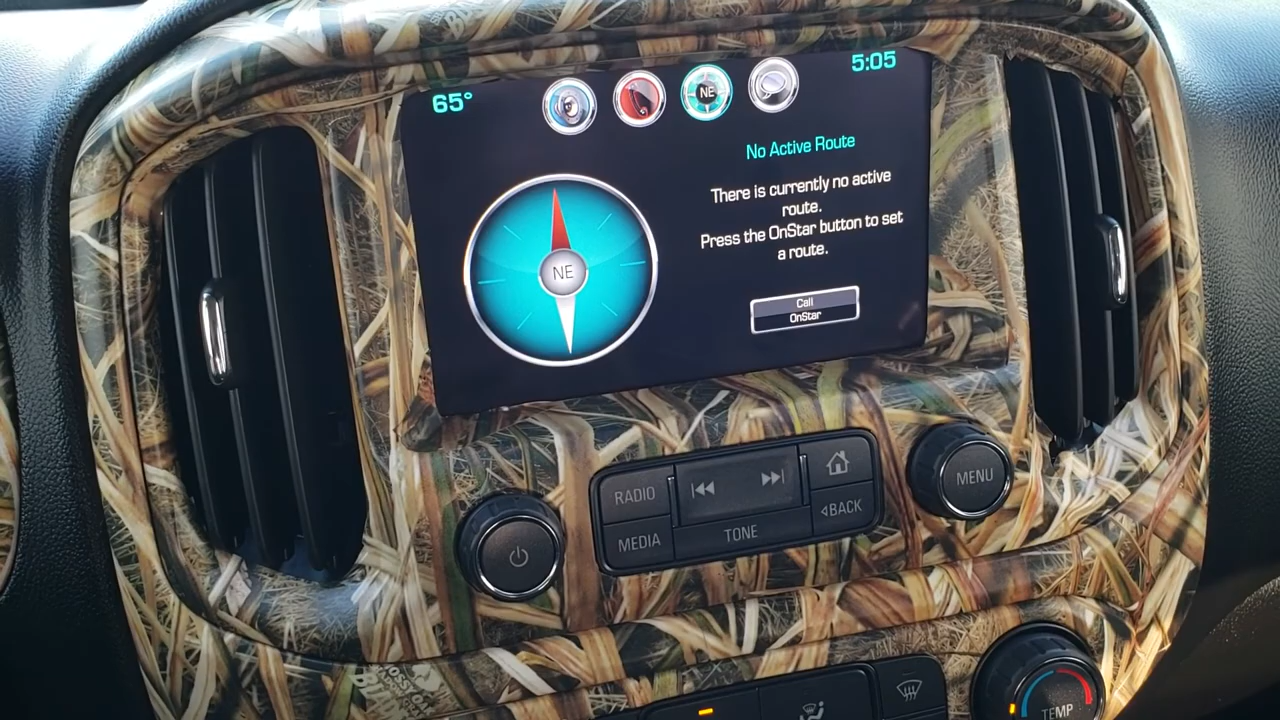 65°
NE
5:05
No Active Route
There is currently no active
route.
Press the OnStar button to set
a route.
NE
Call
OnStar
RADIO
MEDIA
TONE
BACK
MENU
TEMP